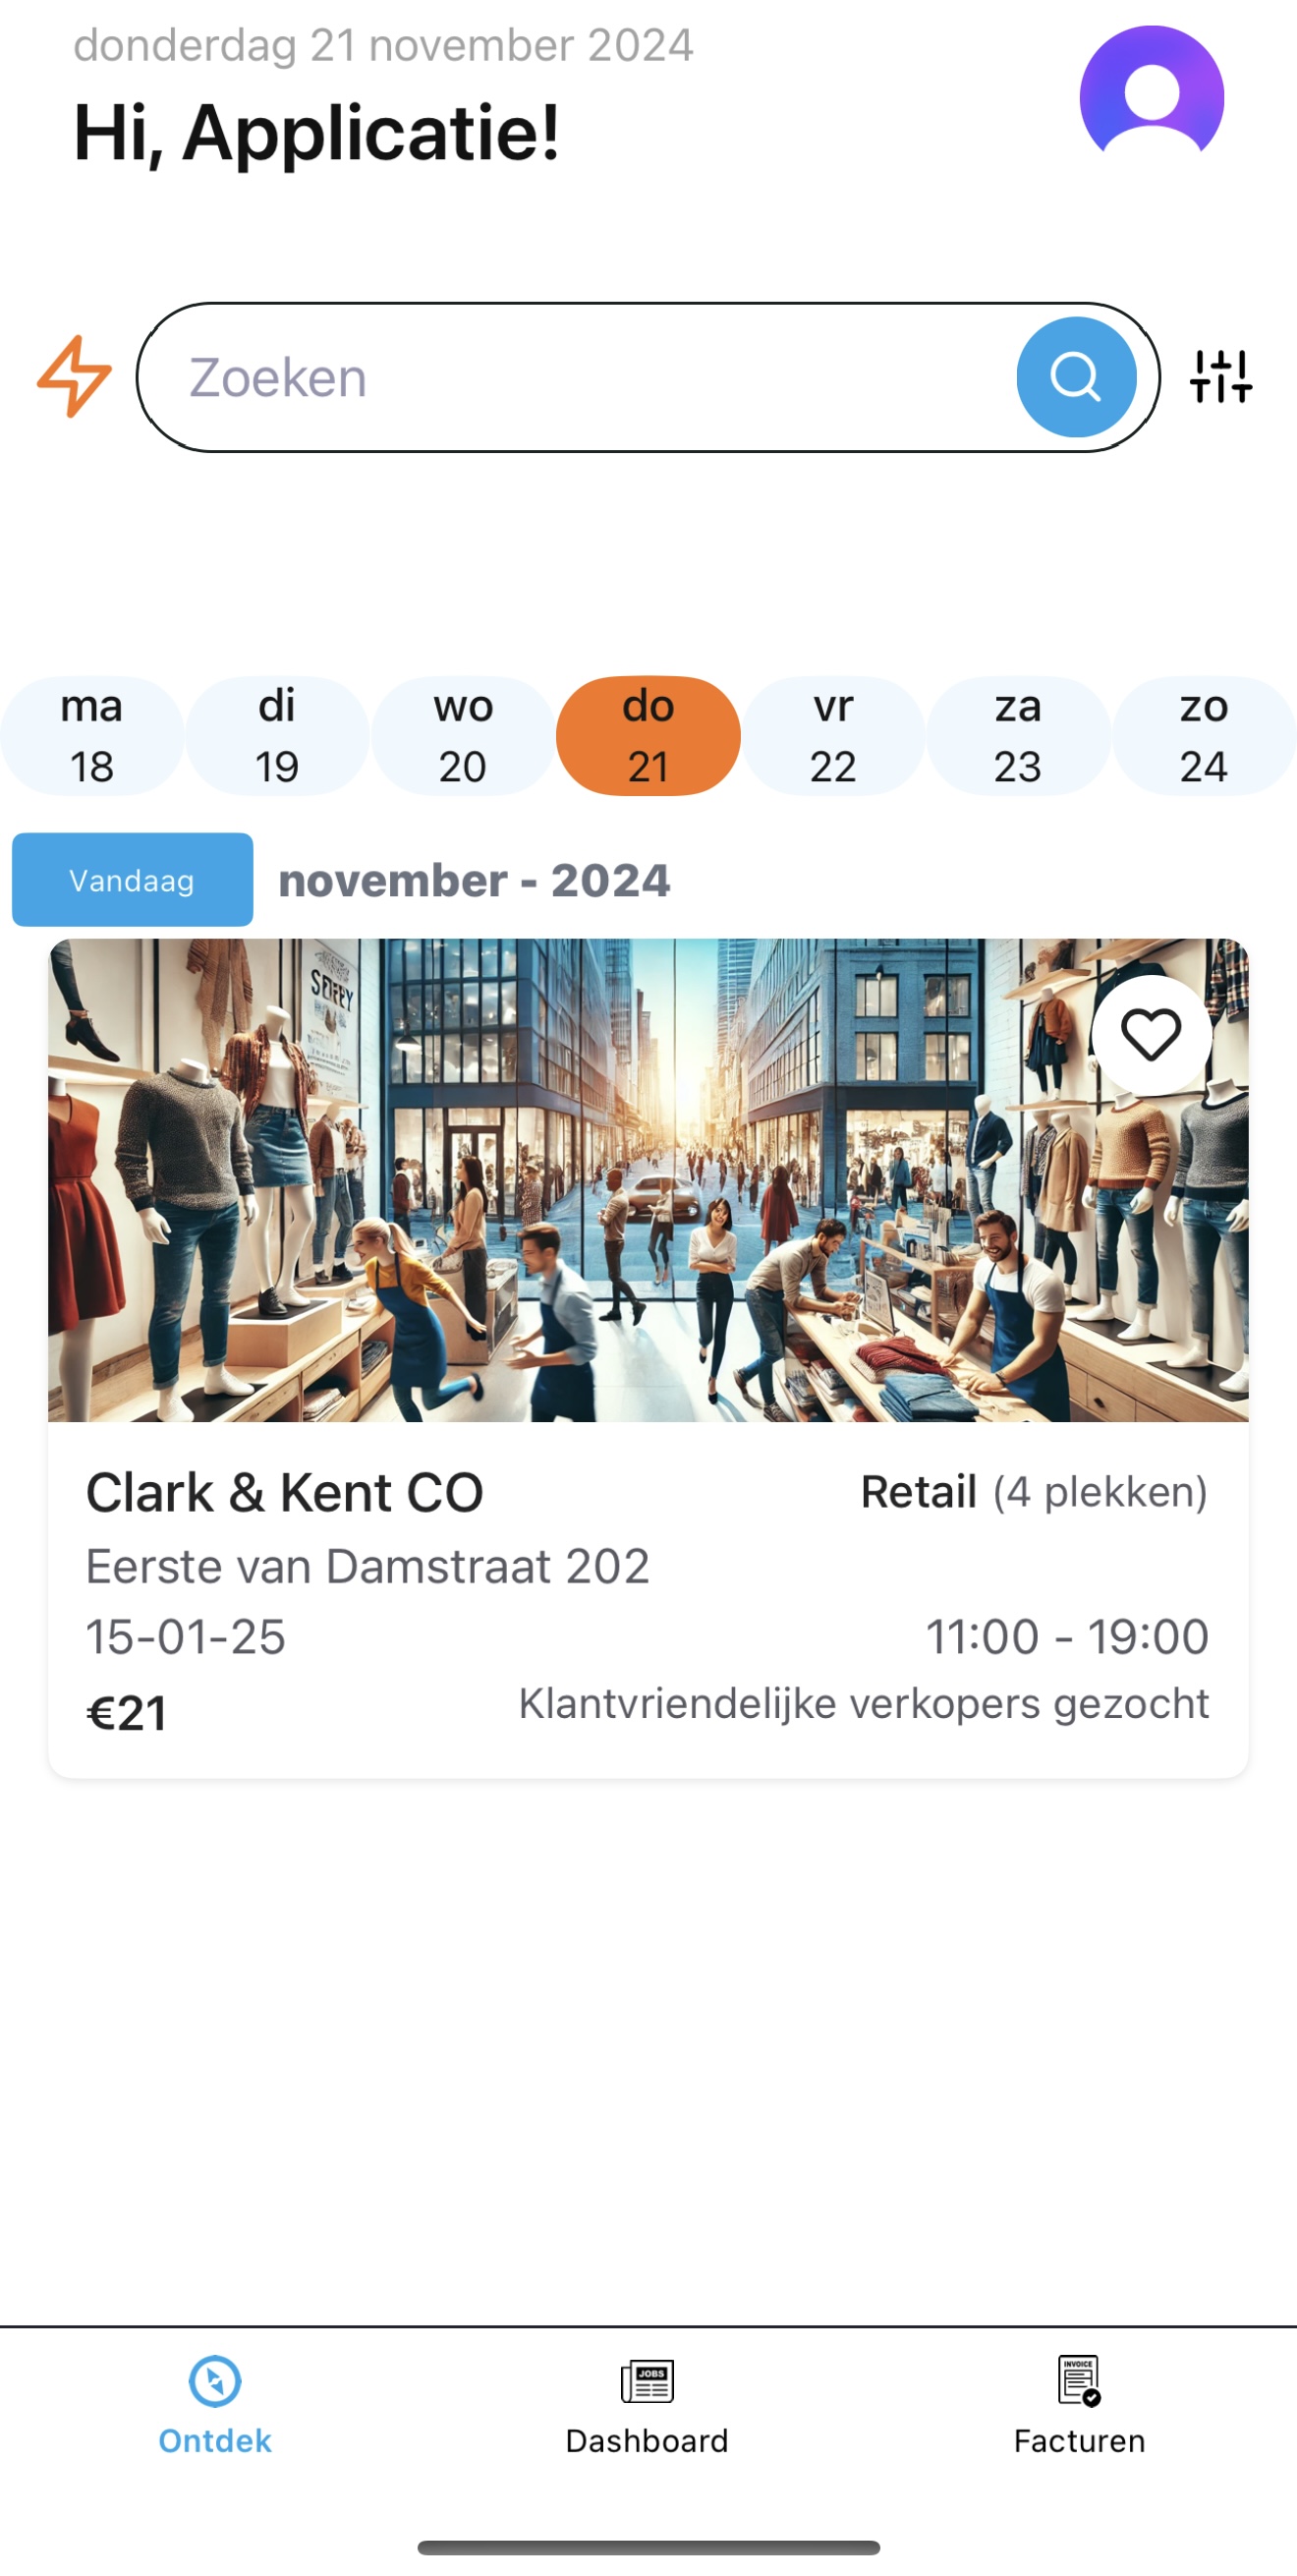 donderdag 21 november 2024
Hi, Applicatie!
Zoeken
ma di wo do vr za zo
18 19 20 21 22 23 24
Vandaag november - 2024
Clark & Kent CO Retail (4 plekken)
Eerste van Damstraat 202
15-01-25 11:00 - 19:00
€21 Klantvriendelijke verkopers gezocht
JOBS INVOICE
Ontdek Dashboard Facturen